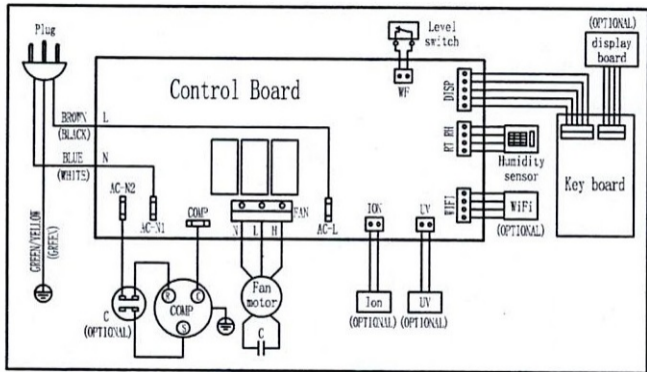 Plug
Level
switch
(OPTIONAL)
display
board
Control Board
WF
DISP
BROWN
(BLACK)
L
BLUE
(WHITE)
N
RT RH
Humidity
sensor
Key board
AC-N2
AC-N1
COMP
FAN
N L H
AC-L
ION
UV
WIFI
WiFi
(OPTIONAL)
GREEN/YELLOW
(GREEN)
C
(OPTIONAL)
R
C
S
COMP
Fan
motor
C
Ion
(OPTIONAL)
UV
(OPTIONAL)